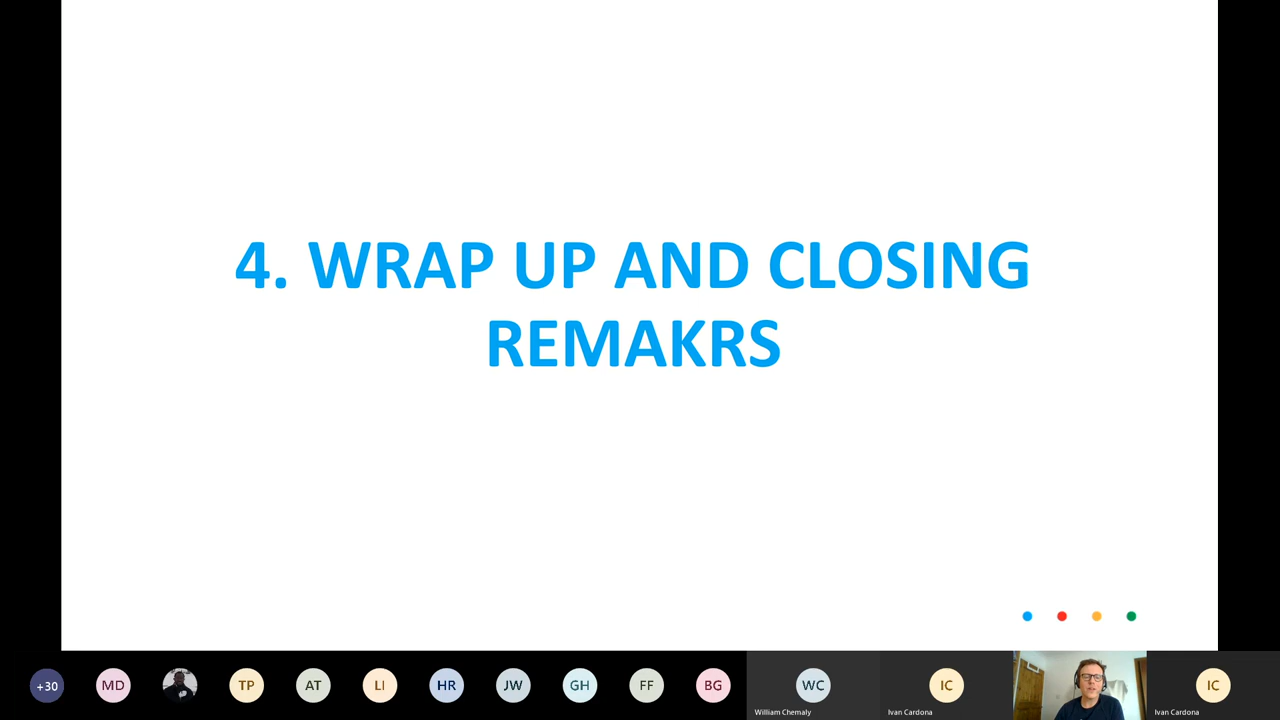 4. WRAP UP AND CLOSING
REMAKRS
+30
MD
TP
AT
LI
HR
JW
GH
FF
BG
WC
William Chemaly
IC
Ivan Cardona
IC
Ivan Cardona